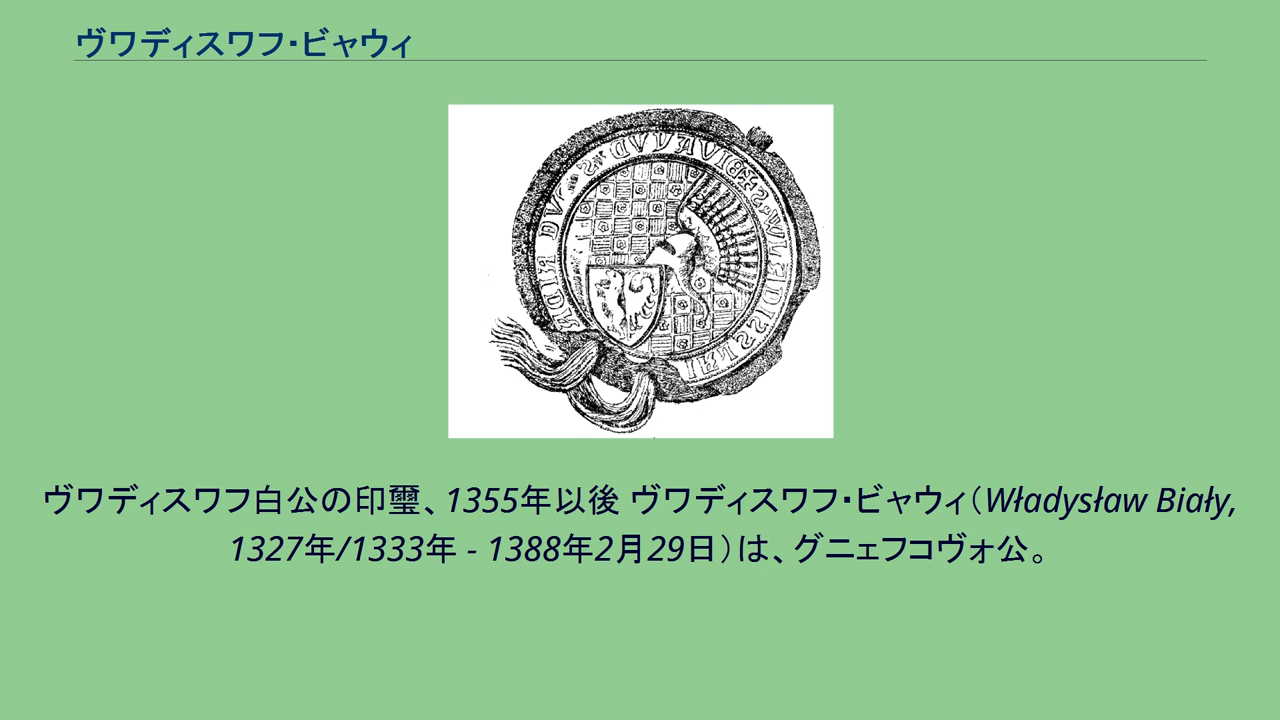 ヴワディスワフ・ビャウィ
ヴワディスワフ白公の印璽、1355年以後 ヴワディスワフ・ビャウィ（Władysław Biały,
1327年/1333年 - 1388年2月29日）は、グニェフコヴォ公。